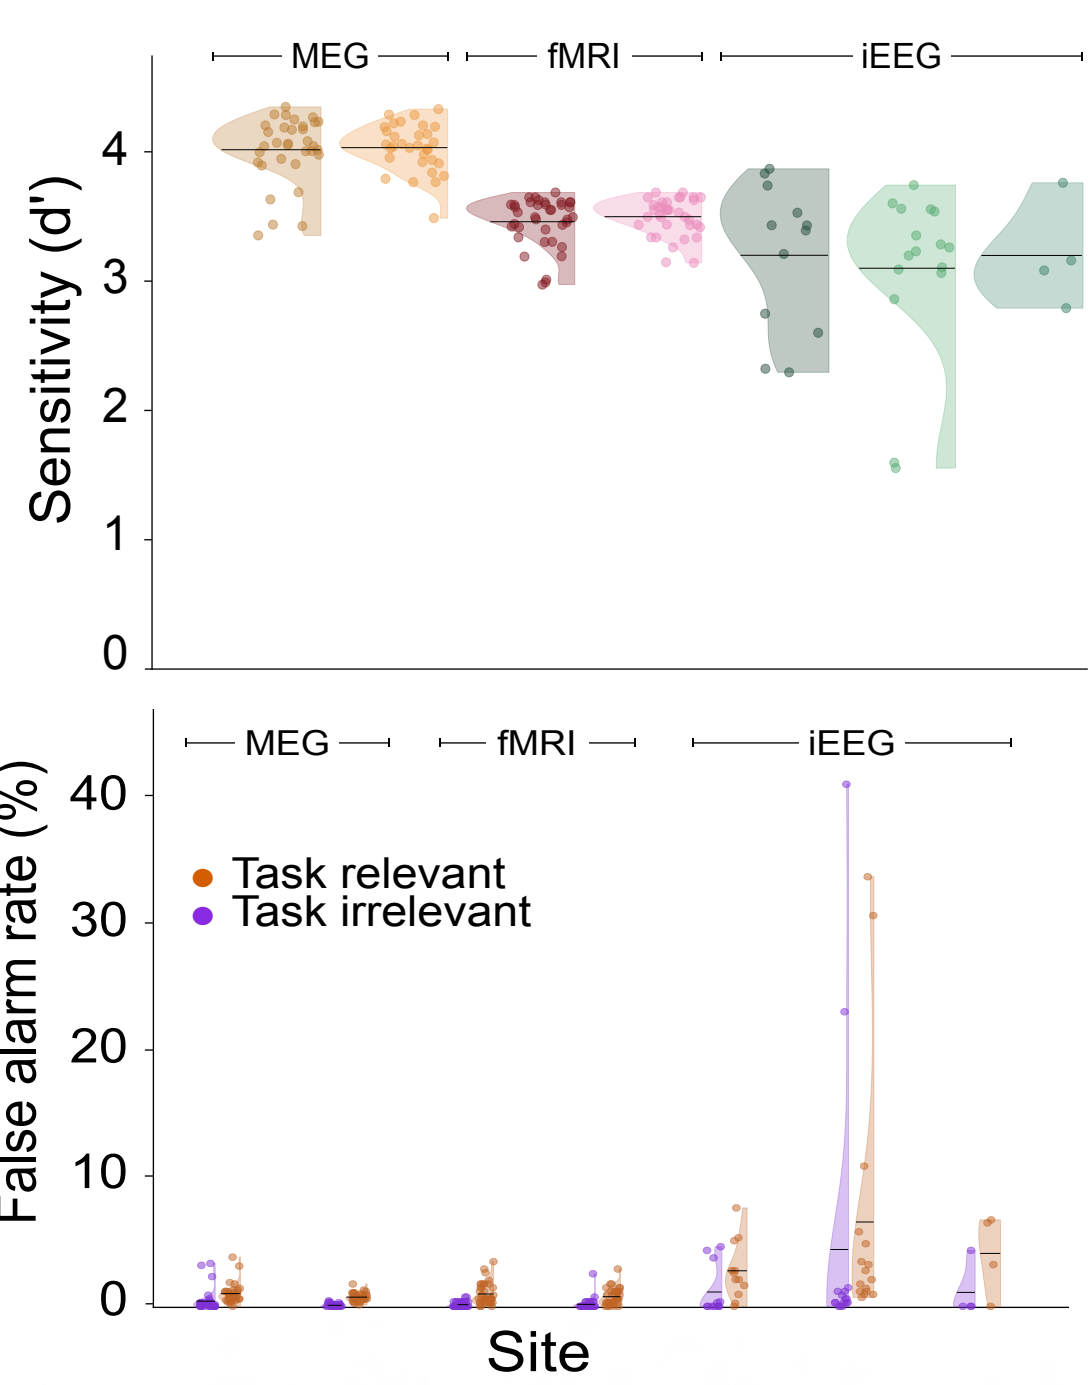 MEG fMRI iEEG
Sensitivity (d')
4
3
2
1
0
MEG fMRI iEEG
False alarm rate (%)
40
30
20
10
0
Task relevant
Task irrelevant
Site